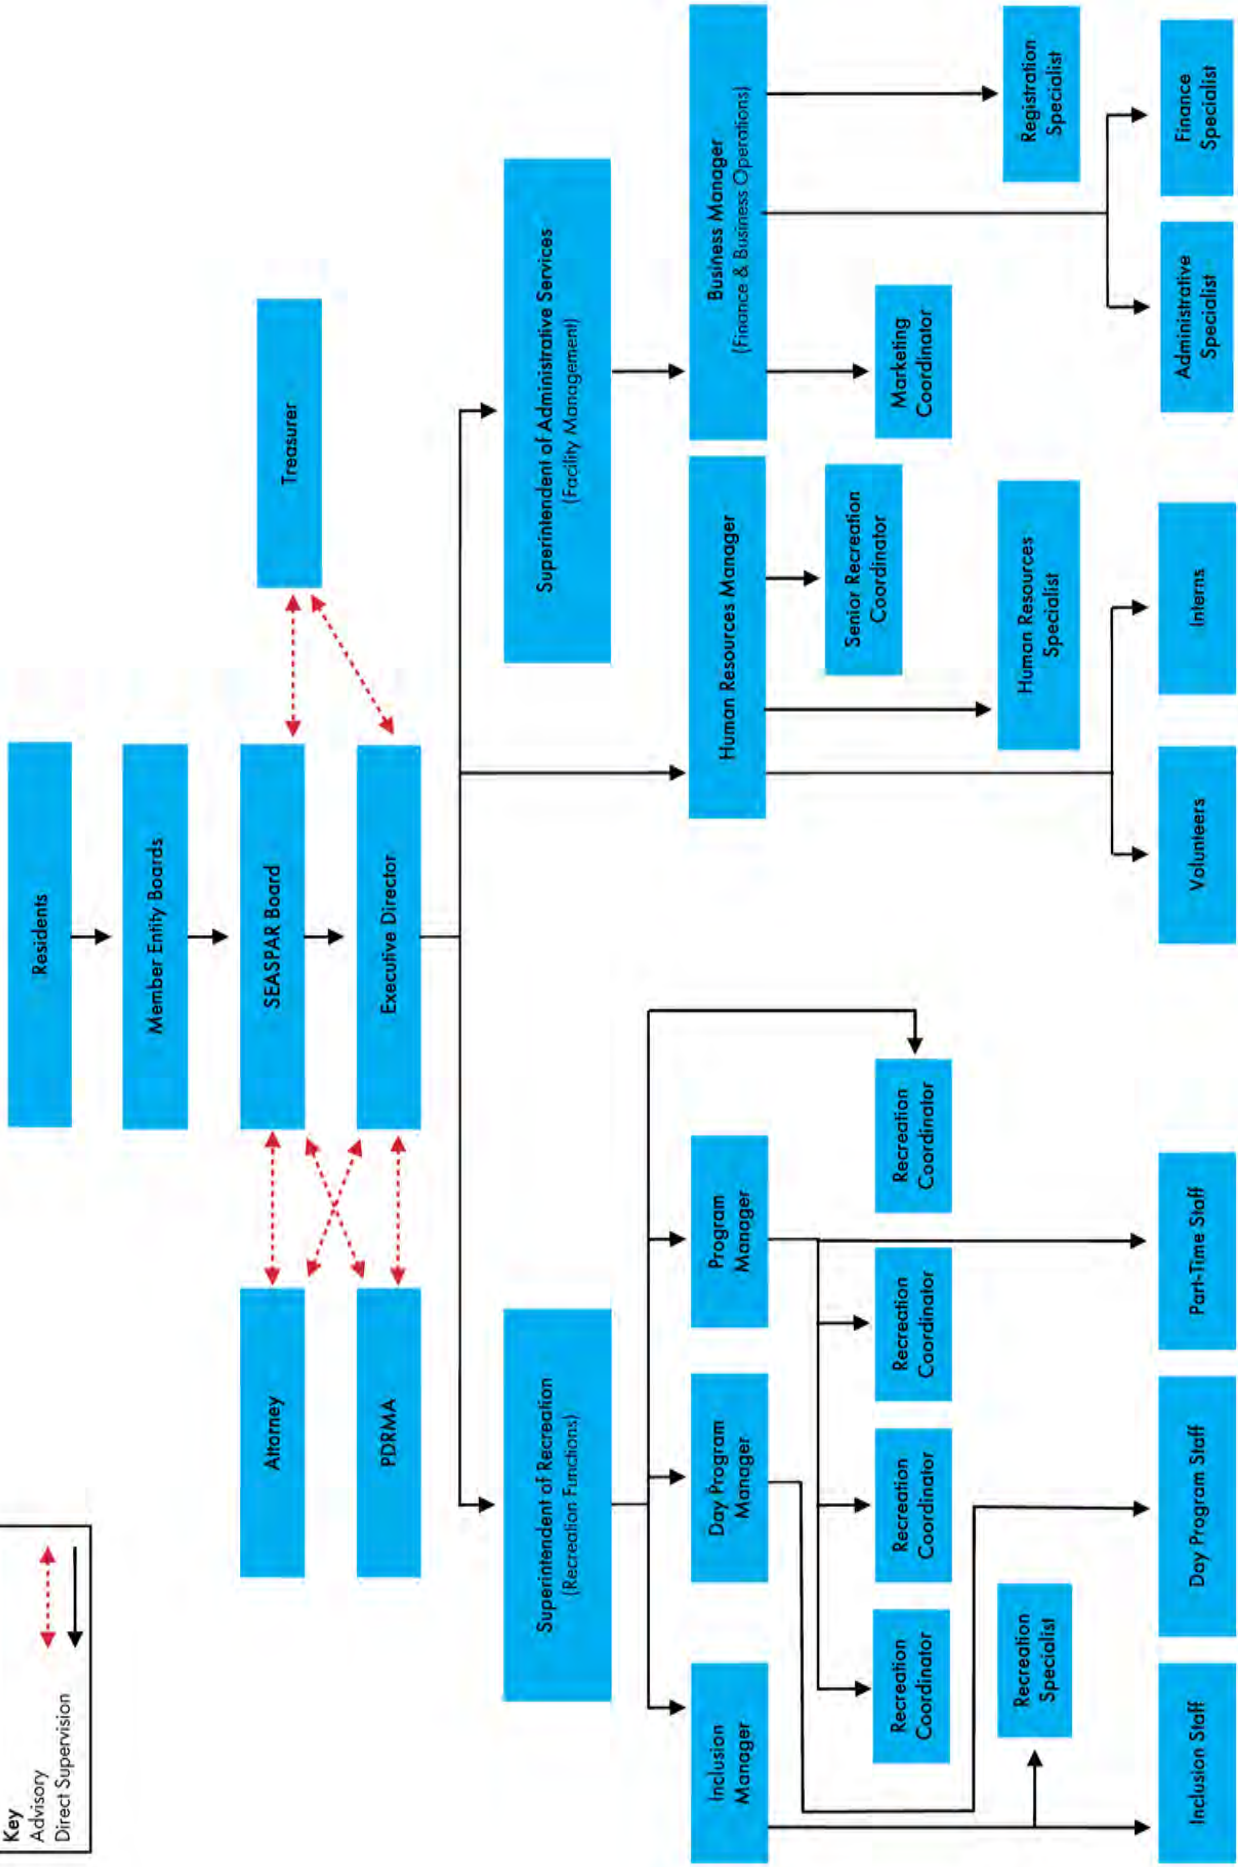 Key
Advisory
Direct Supervision
Residents
Member Entity Boards
Attorney
SEASPAR Board
Treasurer
PDRMA
Executive Director
Superintendent of Recreation
(Recreation Functions)
Superintendent of Administrative Services
(Facility Management)
Inclusion
Manager
Day Program
Manager
Program
Manager
Human Resources Manager
Business Manager
(Finance & Business Operations)
Recreation
Coordinator
Recreation
Coordinator
Recreation
Coordinator
Recreation
Coordinator
Senior Recreation
Coordinator
Marketing
Coordinator
Recreation
Specialist
Human Resources
Specialist
Registration
Specialist
Inclusion Staff
Day Program Staff
Part-Time Staff
Volunteers
Interns
Administrative
Specialist
Finance
Specialist